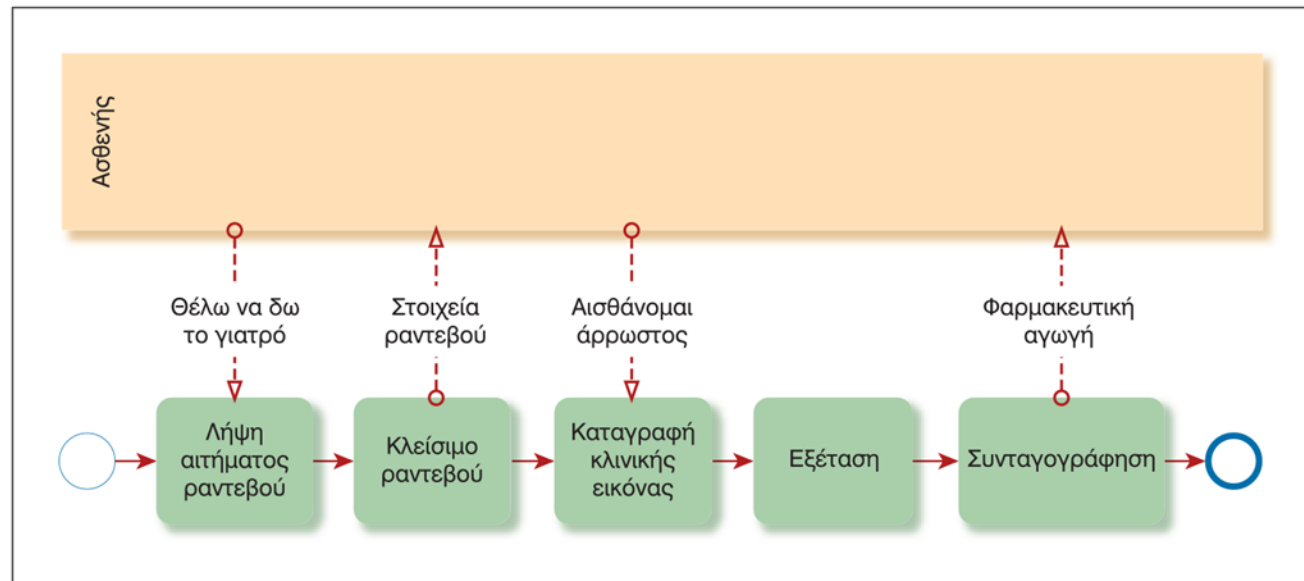 Ασθενής
Θέλω να δω
το γιατρό
Στοιχεία
ραντεβού
Αισθάνομαι
άρρωστος
Φαρμακευτική
αγωγή
Λήψη
αιτήματος
ραντεβού
Κλείσιμο
ραντεβού
Καταγραφή
κλινικής
εικόνας
Εξέταση
Συνταγογράφηση